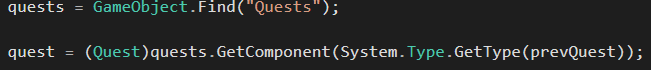 quests = GameObject.Find("Quests");
quest = (Quest)quests.GetComponent(System.Type.GetType(prevQuest));